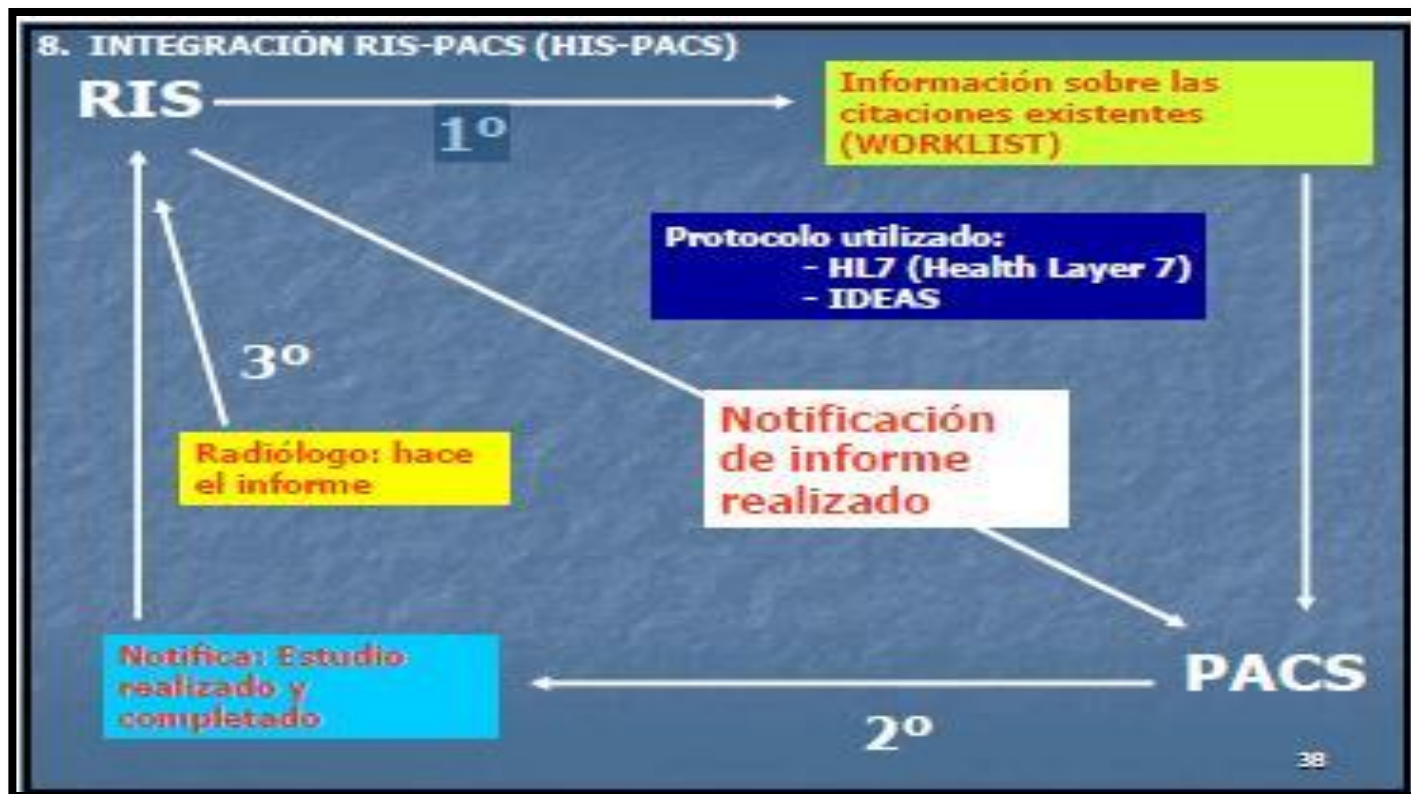 8. INTEGRACIÓN RIS-PACS (HIS-PACS)
RIS
1º
Información sobre las
citaciones existentes
(WORKLIST)
Protocolo utilizado:
- HL7 (Health Layer 7)
- IDEAS
3º
Notificación
de informe
realizado
Radiólogo: hace
el informe
Notifica: Estudio
realizado y
completado
PACS
2º
38